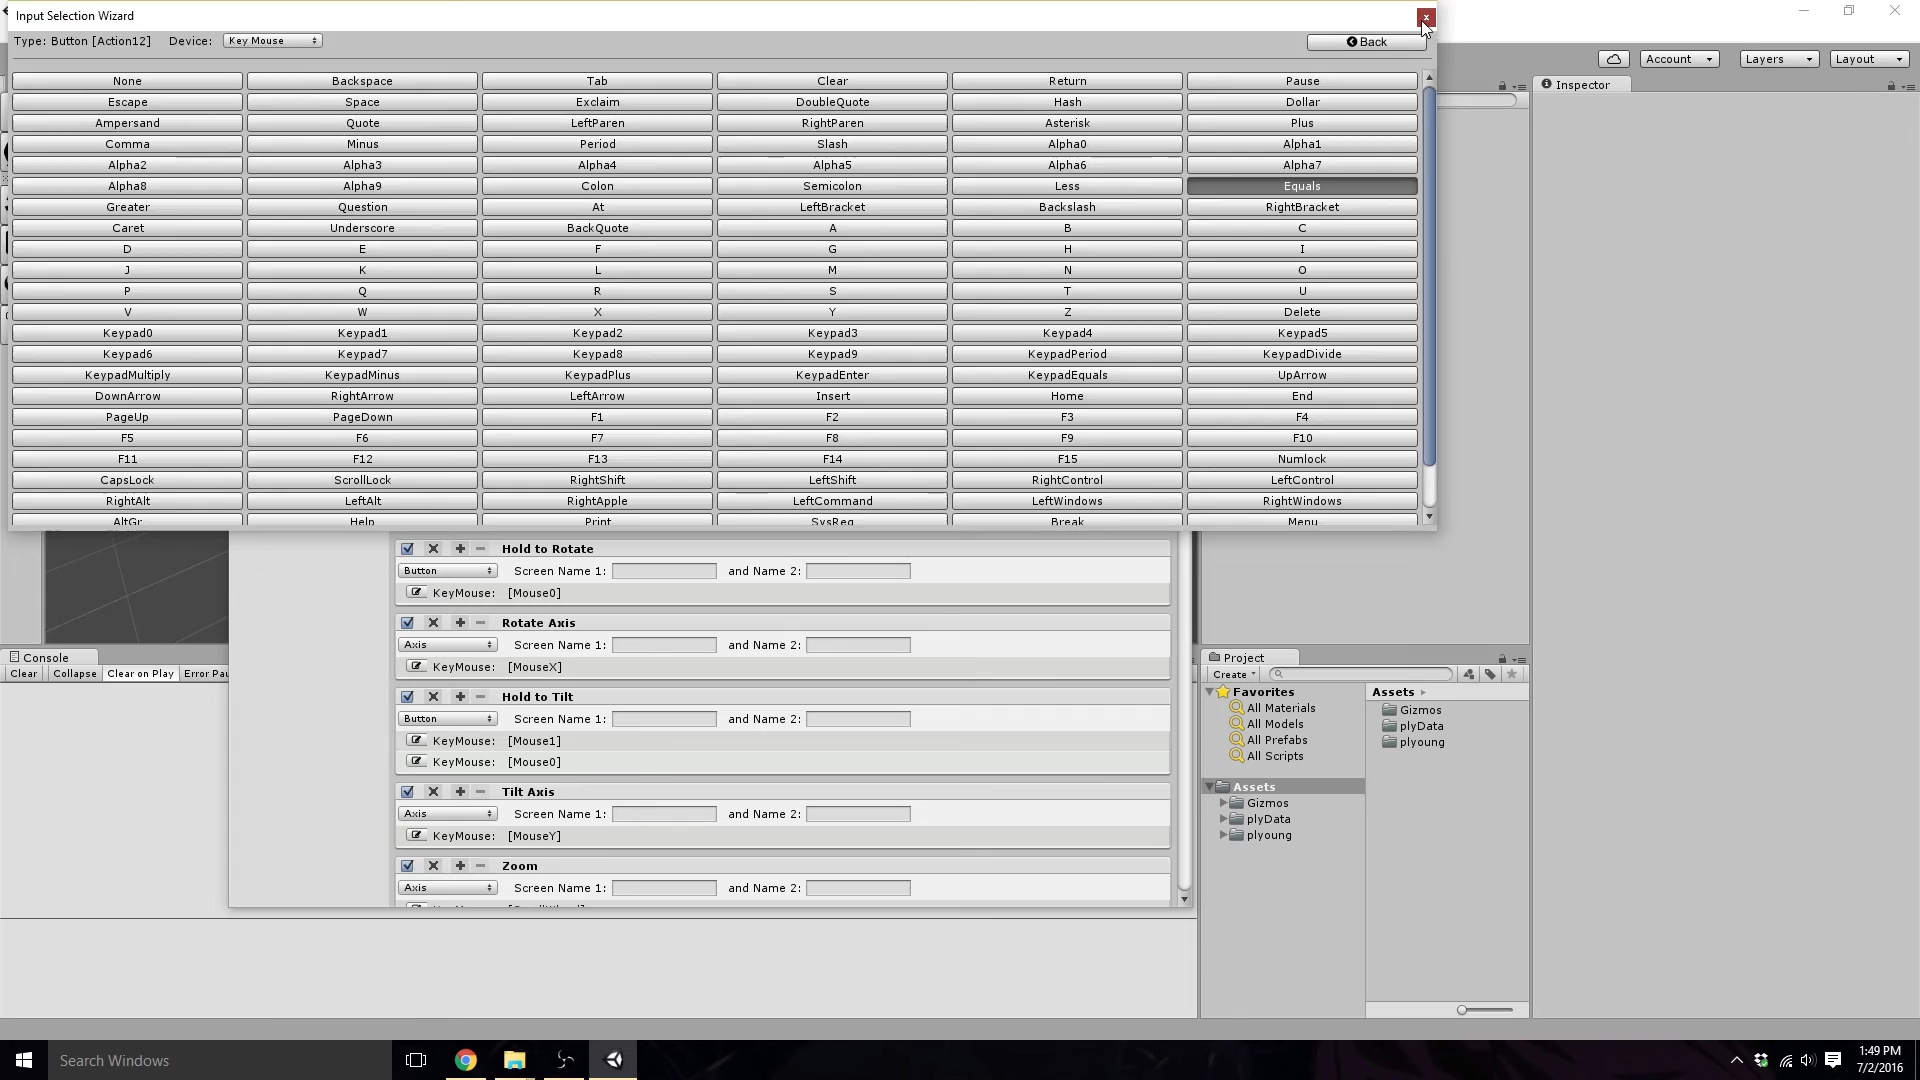 Input Selection Wizard
Type: Button [Action12] Device: Key Mouse
Back
None Backspace Tab Clear Return Pause
Escape Space Exclaim DoubleQuote Hash Dollar
Ampersand Quote LeftParen RightParen Asterisk Plus
Comma Minus Period Slash Alpha0 Alpha1
Alpha2 Alpha3 Alpha4 Alpha5 Alpha6 Alpha7
Alpha8 Alpha9 Colon Semicolon Less Equals
Greater Question At LeftBracket Backslash RightBracket
Caret Underscore BackQuote A B C
D E F G H I
J K L M N O
P Q R S T U
V W X Y Z Delete
Keypad0 Keypad1 Keypad2 Keypad3 Keypad4 Keypad5
Keypad6 Keypad7 Keypad8 Keypad9 KeypadPeriod KeypadDivide
KeypadMultiply KeypadMinus KeypadPlus KeypadEnter KeypadEquals UpArrow
DownArrow RightArrow LeftArrow Insert Home End
PageUp PageDown F1 F2 F3 F4
F5 F6 F7 F8 F9 F10
F11 F12 F13 F14 F15 Numlock
CapsLock ScrollLock RightShift LeftShift RightControl LeftControl
RightAlt LeftAlt RightApple LeftCommand LeftWindows RightWindows
AltGr Help Print SysReq Break Menu
Account Layers Layout
Inspector
Hold to Rotate
Button Screen Name 1: and Name 2:
KeyMouse: [Mouse0]
Rotate Axis
Axis Screen Name 1: and Name 2:
KeyMouse: [MouseX]
Hold to Tilt
Button Screen Name 1: and Name 2:
KeyMouse: [Mouse1]
KeyMouse: [Mouse0]
Tilt Axis
Axis Screen Name 1: and Name 2:
KeyMouse: [MouseY]
Zoom
Axis Screen Name 1: and Name 2:
Console
Clear Collapse Clear on Play Error Pau
Project
Create
Favorites
All Materials
All Models
All Prefabs
All Scripts
Assets
Gizmos
plyData
plyoung
Assets
Gizmos
plyData
plyoung
Search Windows
1:49 PM
7/2/2016